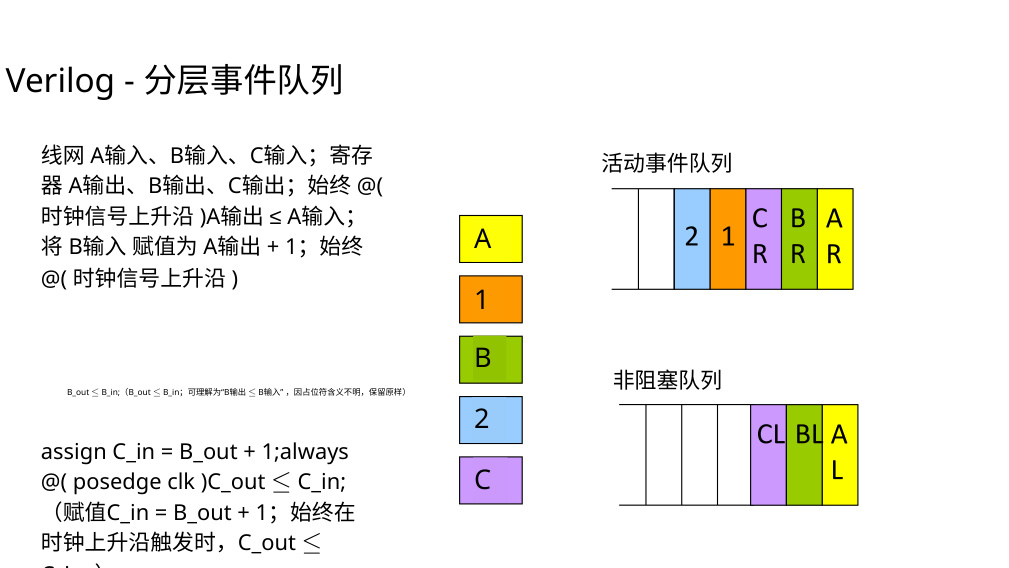 Verilog - 分层事件队列
线网 A输入、B输入、C输入；寄存
器 A输出、B输出、C输出；始终 @(
时钟信号上升沿 )A输出 ≤ A输入；
将 B输入 赋值为 A输出 + 1；始终
@( 时钟信号上升沿 )
B_out ≤ B_in;（B_out ≤ B_in；可理解为“B输出 ≤ B输入”，因占位符含义不明，保留原样）
assign C_in = B_out + 1;always
@( posedge clk )C_out ≤ C_in;
（赋值C_in = B_out + 1；始终在
时钟上升沿触发时，C_out ≤
A
1
B
2
C
活动事件队列
2 1 C B A
R R R
非阻塞队列
CL BL A
L